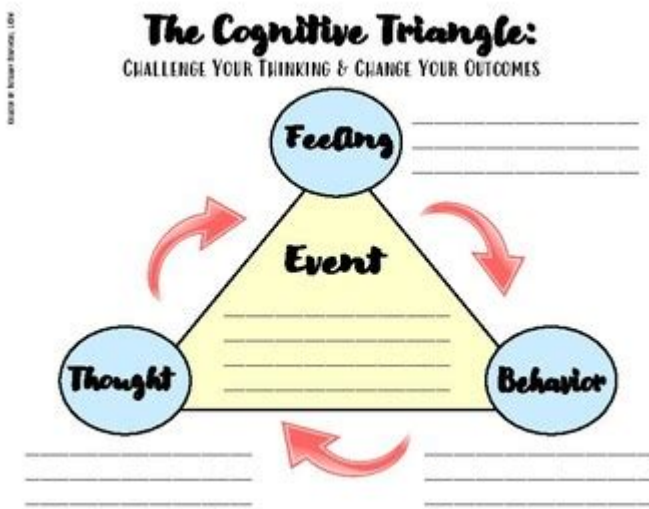 The Cognitive Triangle:
Challenge Your Thinking & Change Your Outcomes
Feeling
Event
Thought
Behavior